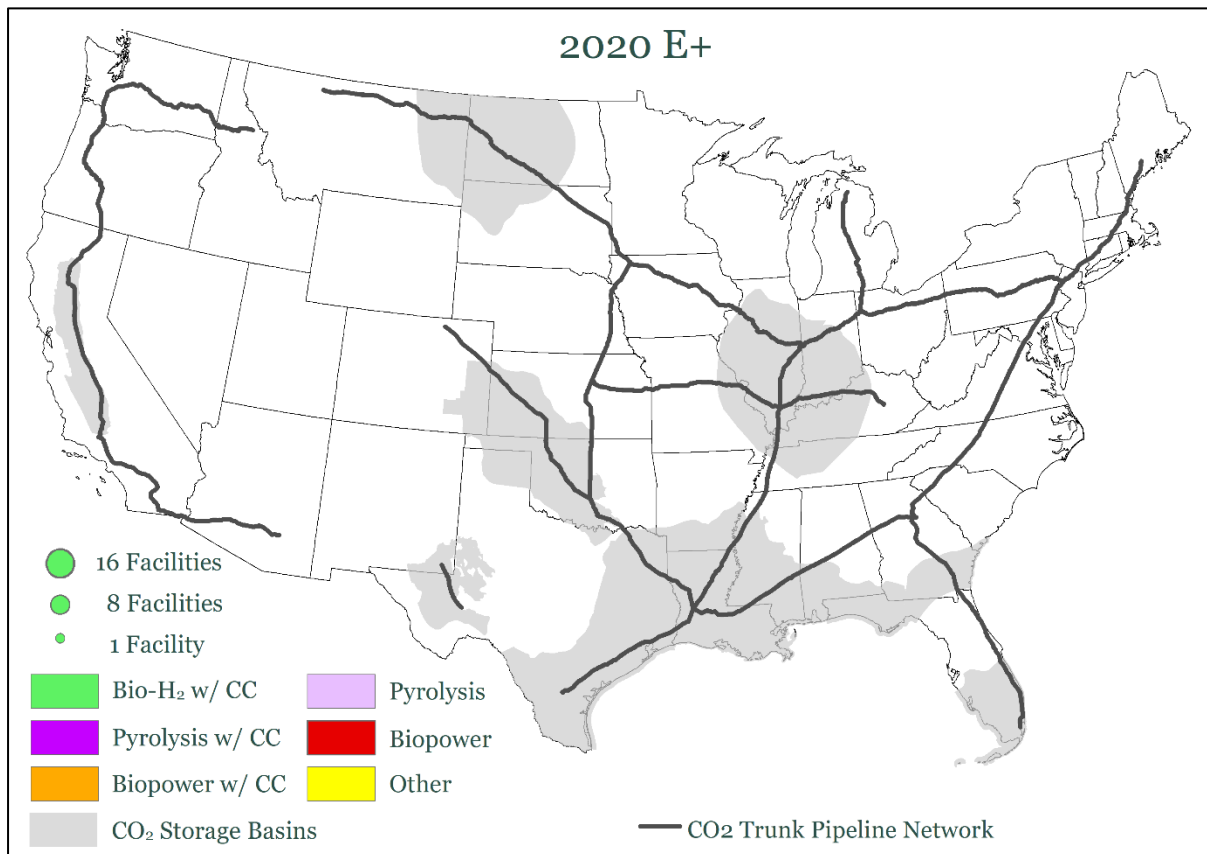 2020 E+
16 Facilities
8 Facilities
1 Facility
Bio-H₂ w/ CC
Pyrolysis
Pyrolysis w/ CC
Biopower
Biopower w/ CC
Other
CO₂ Storage Basins
CO2 Trunk Pipeline Network